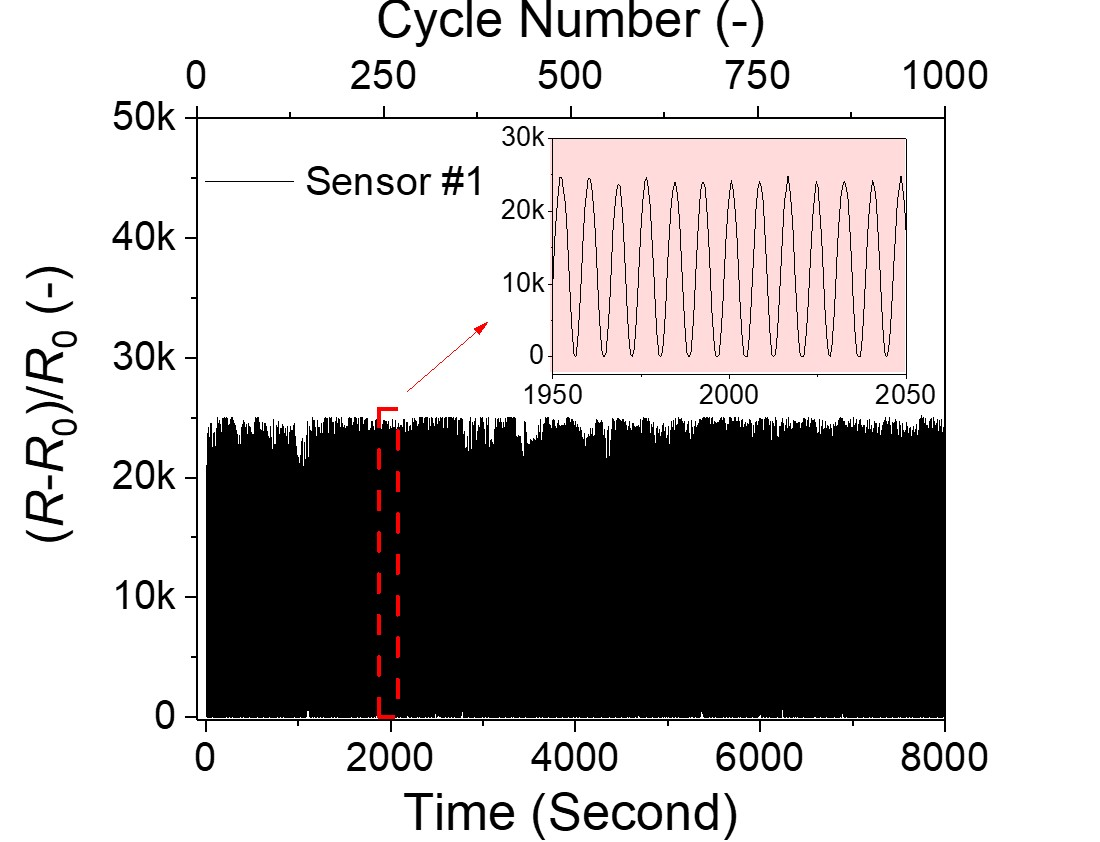 Cycle Number (-)
0 250 500 750 1000
50k
40k
30k
20k
10k
0
(R-R₀)/R₀ (-)
Sensor #1
30k
20k
10k
0
1950 2000 2050
0 2000 4000 6000 8000
Time (Second)